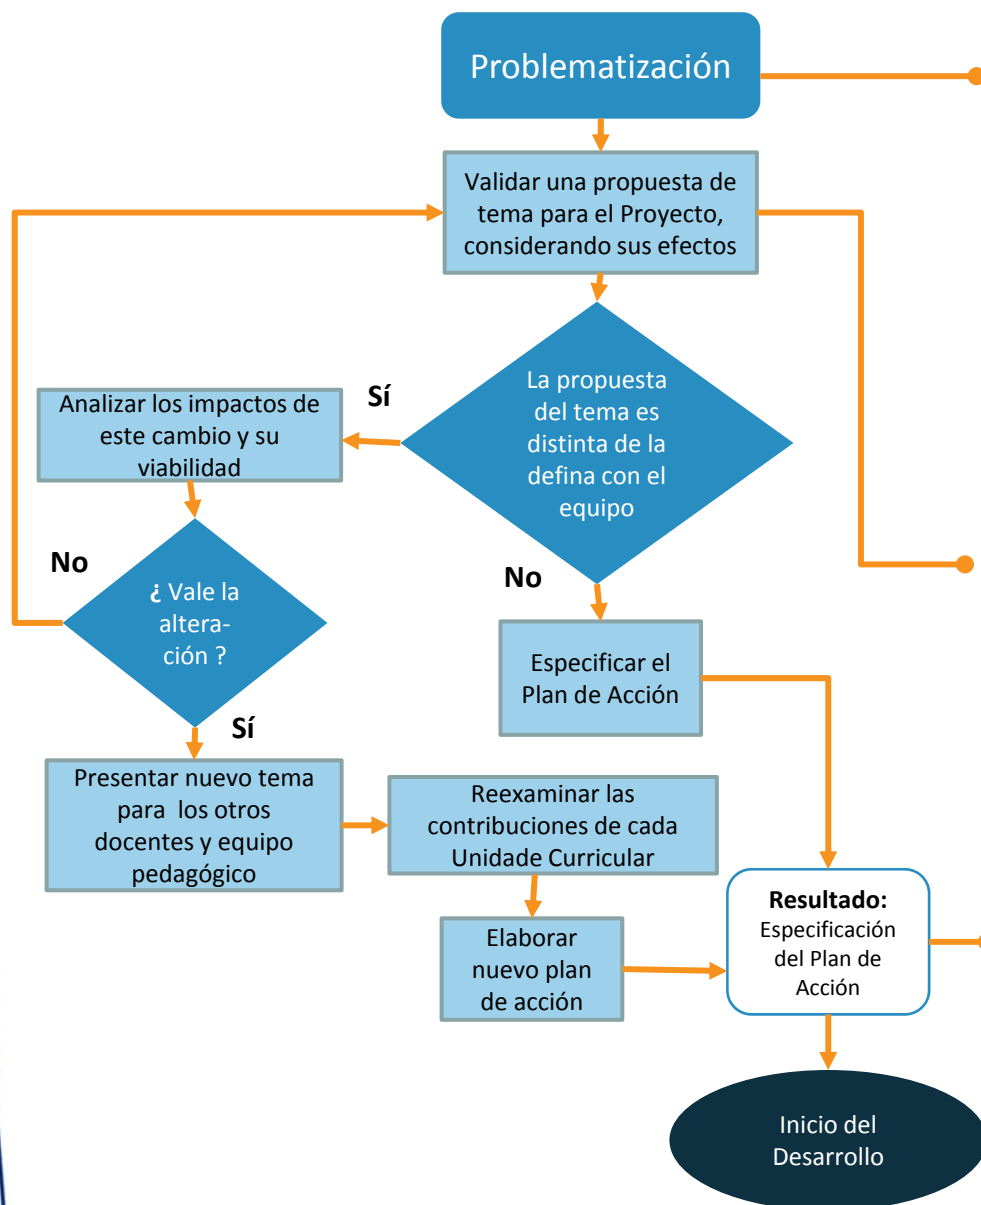 Problematización
Validar una propuesta de
tema para el Proyecto,
considerando sus efectos
La propuesta
del tema es
distinta de la
defina con el
equipo
Sí
Analizar los impactos de
este cambio y su
viabilidad
No
¿ Vale la
altera-
ción ?
No
Especificar el
Plan de Acción
Sí
Presentar nuevo tema
para los otros
docentes y equipo
pedagógico
Reexaminar las
contribuciones de cada
Unidade Curricular
Elaborar
nuevo plan
de acción
Resultado:
Especificación
del Plan de
Acción
Inicio del
Desarrollo